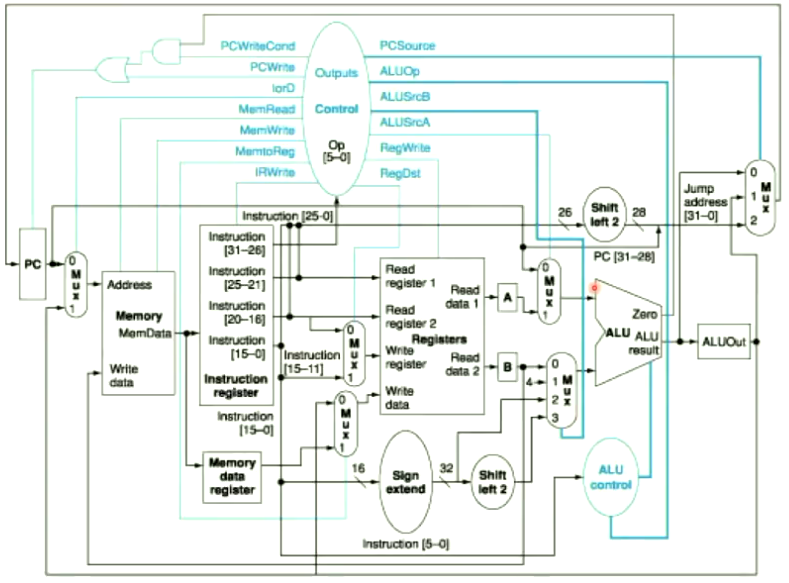 PCWriteCond
PCSource
PCWrite
Outputs
ALUOp
IorD
ALUSrcB
MemRead
Control
ALUSrcA
MemWrite
Op
RegWrite
MemtoReg
[5–0]
RegDst
IRWrite
Instruction [25-0]
26
Shift
left 2
28
Jump
address
[31–0]
0
1
2
M
u
x
PC [31–28]
PC
0
M
u
x
1
Address
Memory
MemData
Write
data
Instruction
[31–26]
Instruction
[25–21]
Instruction
[20–16]
Instruction
[15–0]
Instruction
register
Instruction
[15–11]
0
M
u
x
1
Read
register 1
Read
register 2
Registers
Write
register
Write
data
Read
data 1
Read
data 2
A
B
0
M
u
x
1
4
0
1
2
3
M
u
x
Zero
ALU
ALU
result
ALUOut
Instruction
[15–0]
0
M
u
x
1
Memory
data
register
16
Sign
extend
32
Shift
left 2
ALU
control
Instruction [5–0]